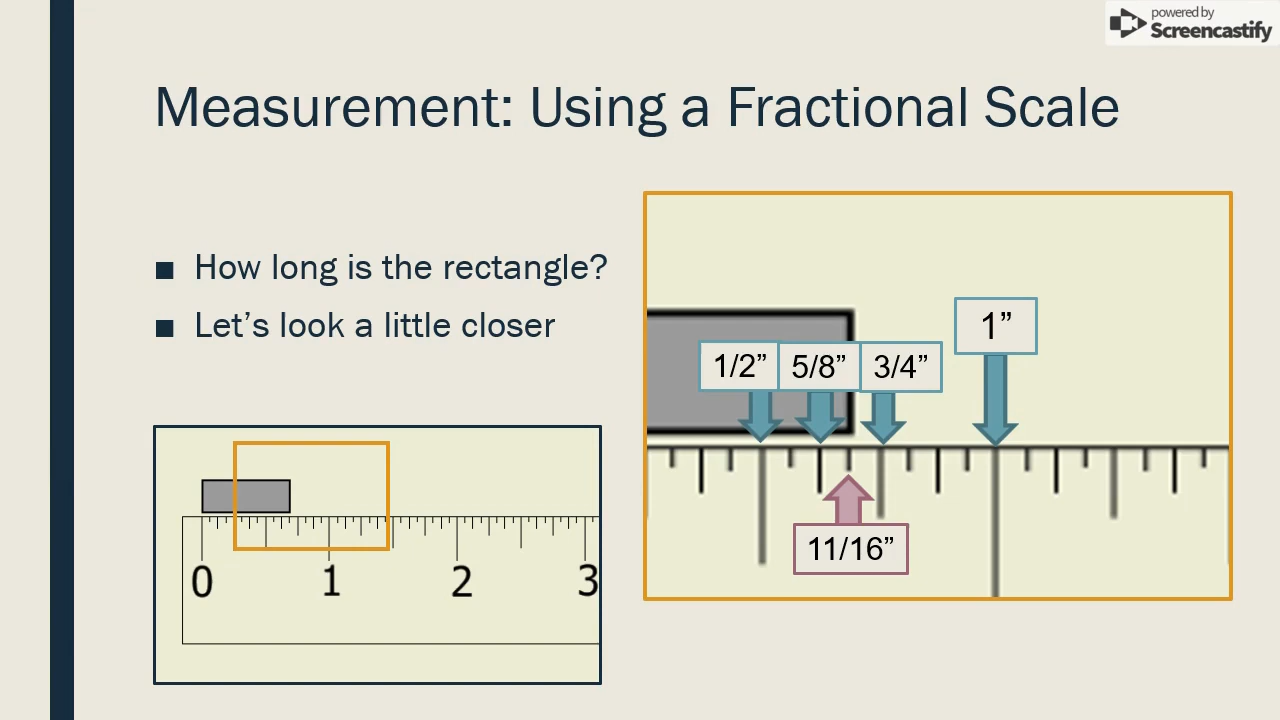 powered by
Screencastify
Measurement: Using a Fractional Scale
■ How long is the rectangle?
■ Let’s look a little closer
1”
1/2” 5/8” 3/4”
11/16”
0 1 2 3